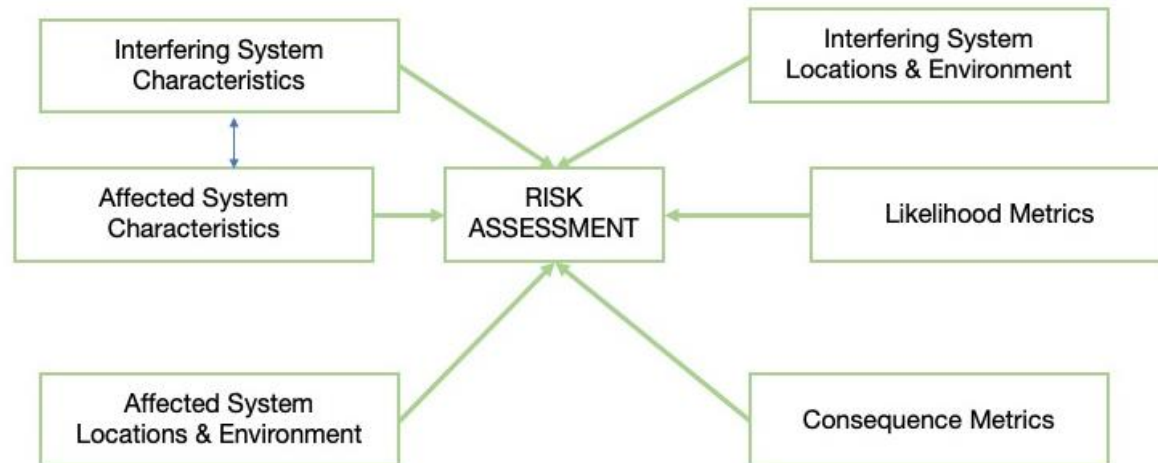 Interfering System
Characteristics
Interfering System
Locations & Environment
Affected System
Characteristics
RISK
ASSESSMENT
Likelihood Metrics
Affected System
Locations & Environment
Consequence Metrics